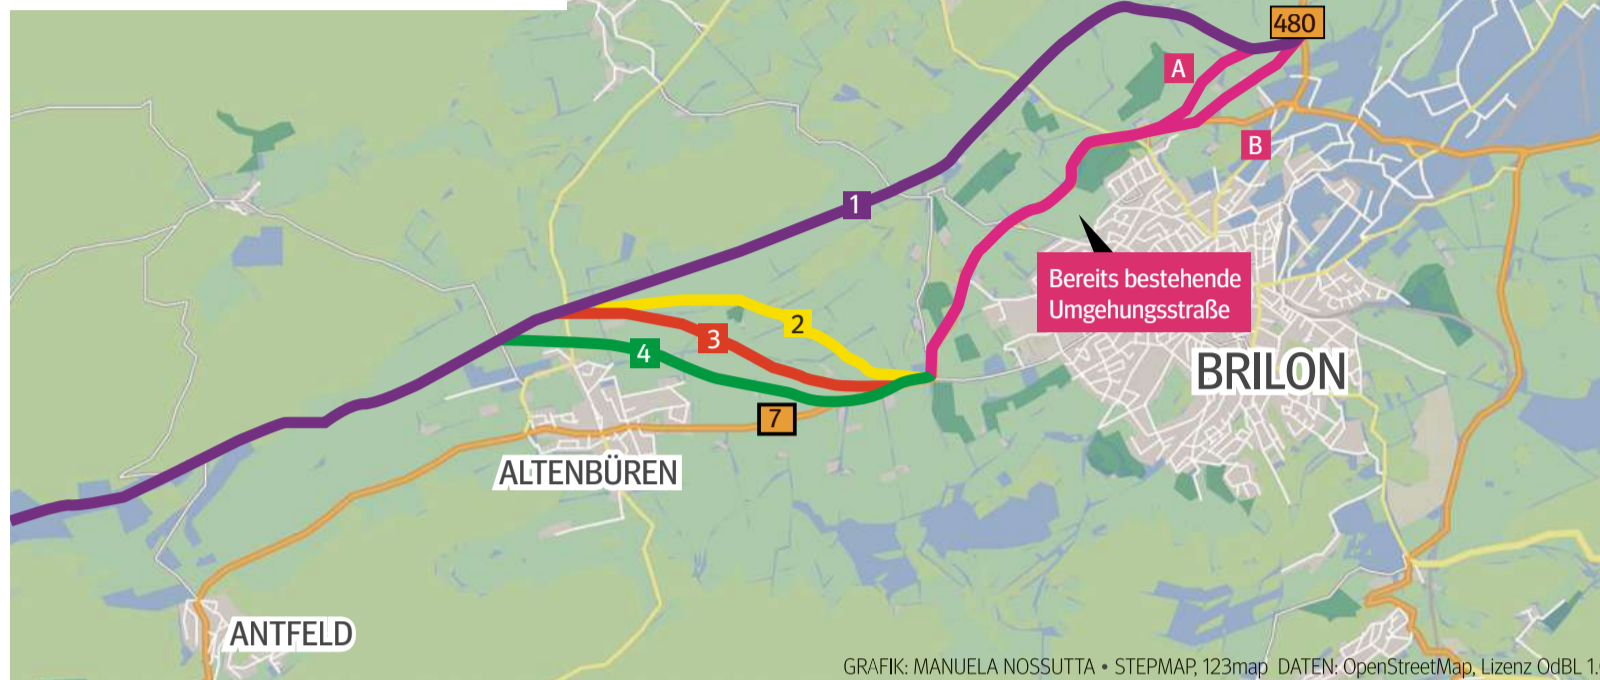 480
A
B
1
Bereits bestehende
Umgehungsstraße
2
3
4
BRILON
7
ALTENBÜREN
ANTFELD
GRAFIK: MANUELA NOSSUTTA • STEPMAP, 123map DATEN: OpenStreetMap, Lizenz OdBL 1.